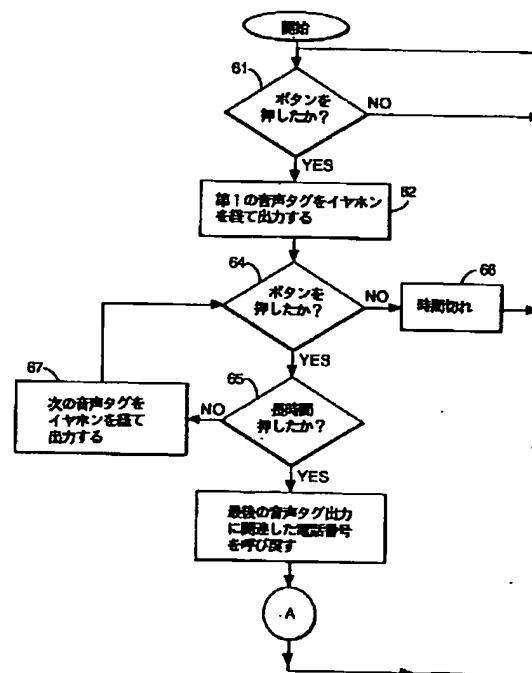 開始
61
ボタンを
押したか？
NO
YES
第1の音声タグをイヤホン
を経て出力する
62
64
ボタンを
押したか？
NO
66
時間切れ
YES
67
次の音声タグを
イヤホンを経て
出力する
65
NO
長時間
押したか？
YES
最後の音声タグ出力
に関連した電話番号
を呼び戻す
A